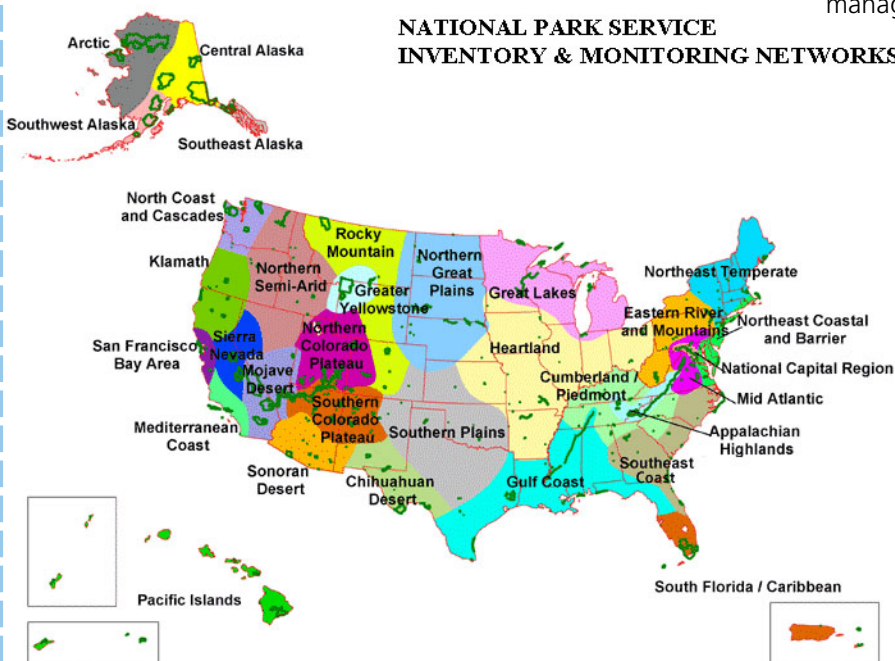 manag
NATIONAL PARK SERVICE
INVENTORY & MONITORING NETWORKS
Arctic
Central Alaska
Southwest Alaska
Southeast Alaska
North Coast
and Cascades
Klamath
Northern
Semi-Arid
Rocky
Mountain
Greater
Yellowstone
Northern
Great
Plains
Great Lakes
Northeast Temperate
Eastern River
and Mountains
Northeast Coastal
and Barrier
San Francisco
Bay Area
Sierra
Nevada
Mojave
Desert
Northern
Colorado
Plateau
Heartland
National Capital Region
Cumberland /
Piedmont
Mid Atlantic
Mediterranean
Coast
Southern
Colorado
Plateau
Southern Plains
Appalachian
Highlands
Sonoran
Desert
Chihuahuan
Desert
Gulf Coast
Southeast
Coast
South Florida / Caribbean
Pacific Islands